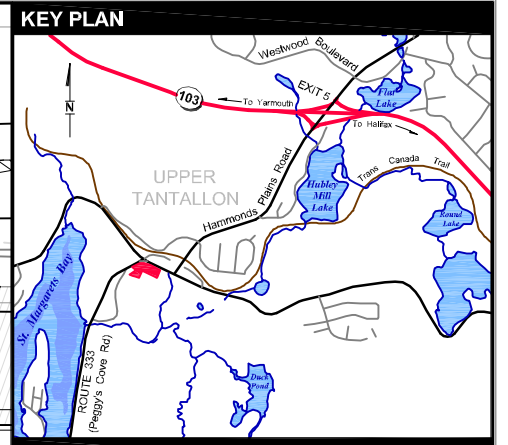 KEY PLAN
Westwood Boulevard
EXIT 5
103
To Yarmouth
Flat
Lake
To Halifax
N
UPPER
TANTALLON
Hammonds Plains Road
Hubley
Mill
Lake
Trans Canada Trail
Round
Lake
St. Margarets Bay
ROUTE 333
(Peggy's Cove Rd)
Duck
Pond